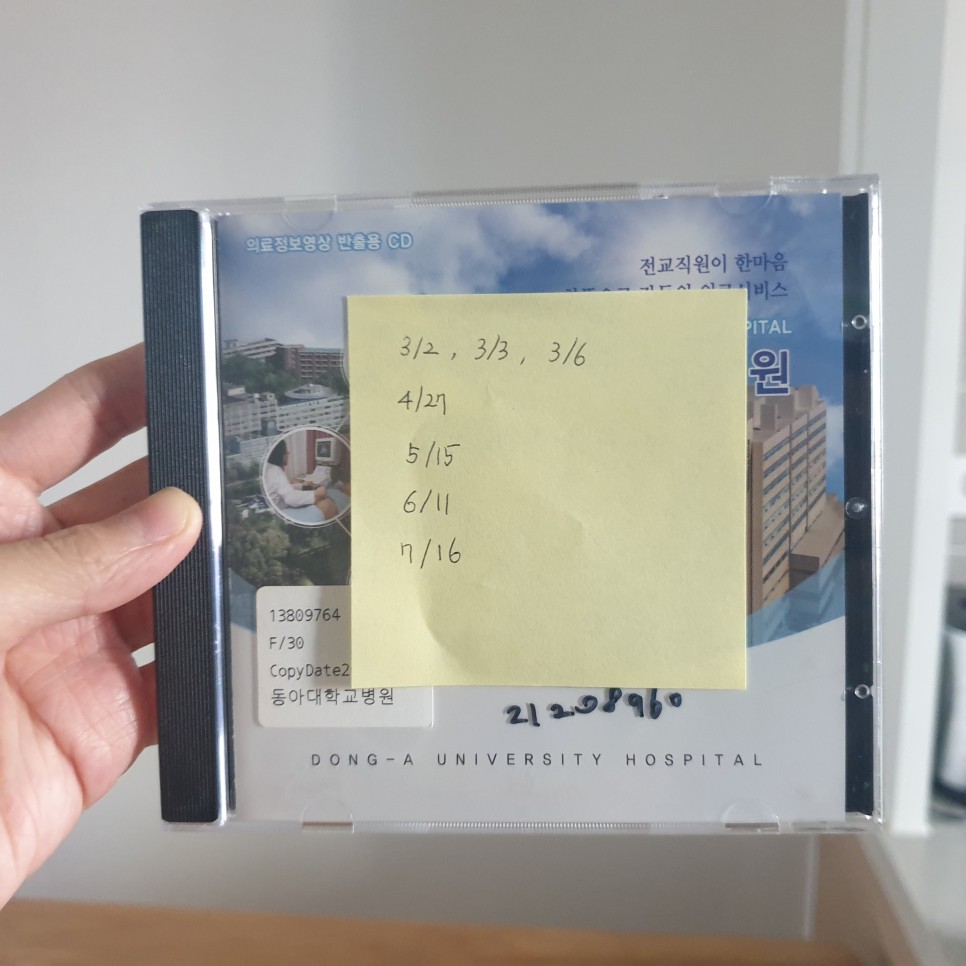 의료정보영상 반출용 CD
전교직원이 한마음
PITAL
원
3/2, 3/3, 3/6
4/27
5/15
6/11
7/16
13809764
F/30
CopyDate2
동아대학교병원
21208960
DONG-A UNIVERSITY HOSPITAL